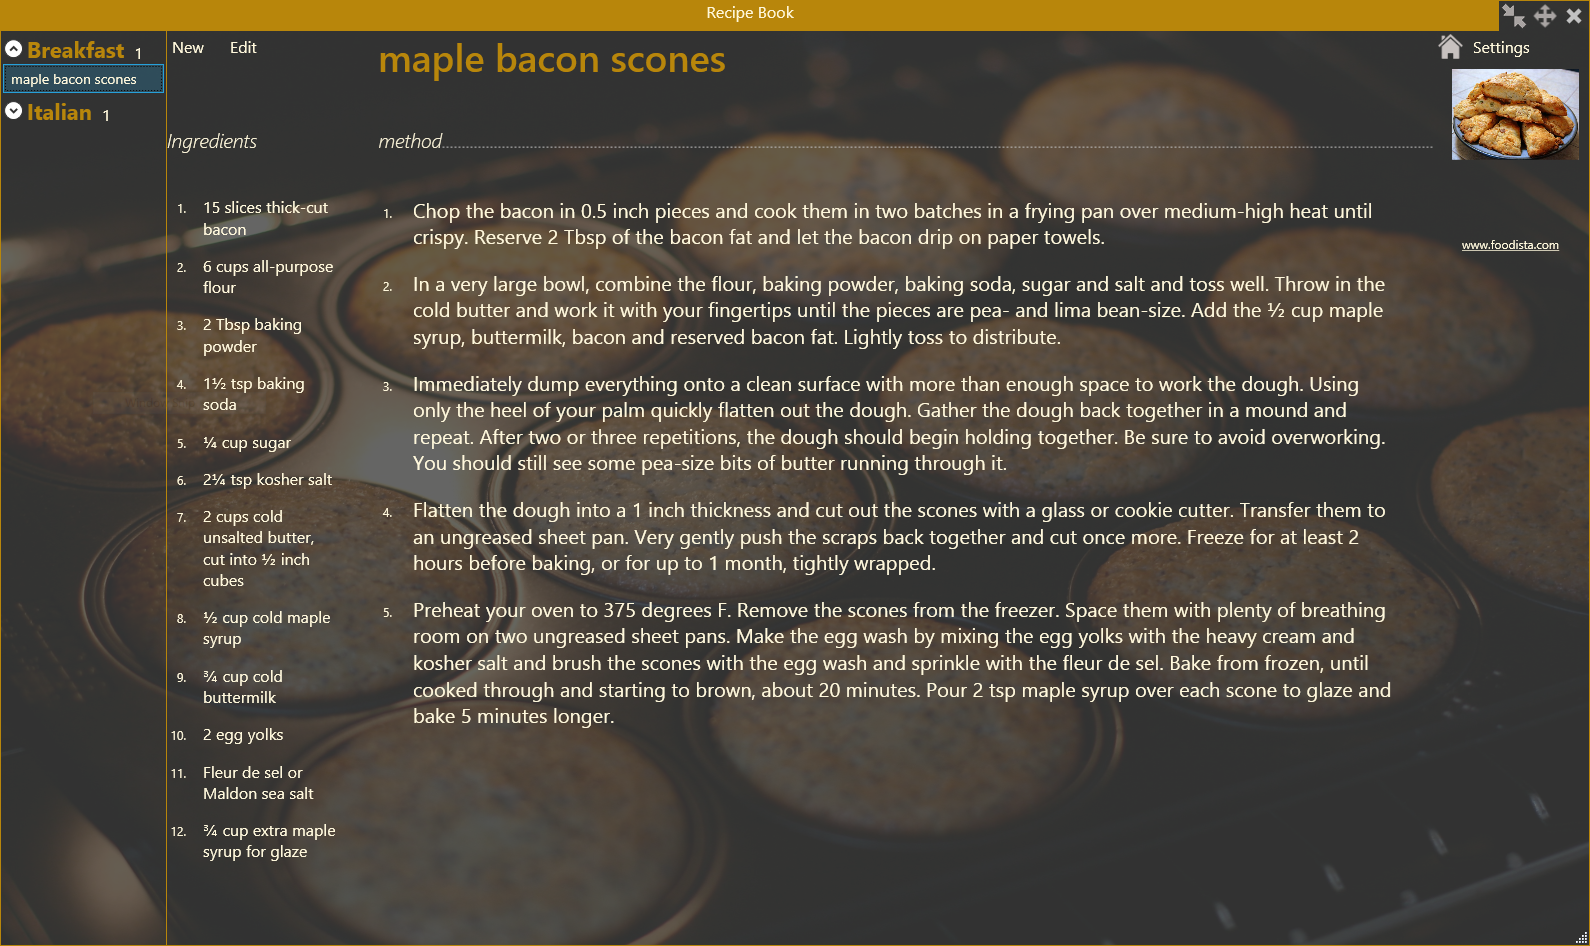 Recipe Book
Breakfast 1
maple bacon scones
Italian 1
New Edit
maple bacon scones
Settings
Ingredients
1. 15 slices thick-cut
bacon
2. 6 cups all-purpose
flour
3. 2 Tbsp baking
powder
4. 1½ tsp baking
soda
5. ¼ cup sugar
6. 2¼ tsp kosher salt
7. 2 cups cold
unsalted butter,
cut into ½ inch
cubes
8. ½ cup cold maple
syrup
9. ¾ cup cold
buttermilk
10. 2 egg yolks
11. Fleur de sel or
Maldon sea salt
12. ¾ cup extra maple
syrup for glaze
method
1. Chop the bacon in 0.5 inch pieces and cook them in two batches in a frying pan over medium-high heat until
crispy. Reserve 2 Tbsp of the bacon fat and let the bacon drip on paper towels.
2. In a very large bowl, combine the flour, baking powder, baking soda, sugar and salt and toss well. Throw in the
cold butter and work it with your fingertips until the pieces are pea- and lima bean-size. Add the ½ cup maple
syrup, buttermilk, bacon and reserved bacon fat. Lightly toss to distribute.
3. Immediately dump everything onto a clean surface with more than enough space to work the dough. Using
only the heel of your palm quickly flatten out the dough. Gather the dough back together in a mound and
repeat. After two or three repetitions, the dough should begin holding together. Be sure to avoid overworking.
You should still see some pea-size bits of butter running through it.
4. Flatten the dough into a 1 inch thickness and cut out the scones with a glass or cookie cutter. Transfer them to
an ungreased sheet pan. Very gently push the scraps back together and cut once more. Freeze for at least 2
hours before baking, or for up to 1 month, tightly wrapped.
5. Preheat your oven to 375 degrees F. Remove the scones from the freezer. Space them with plenty of breathing
room on two ungreased sheet pans. Make the egg wash by mixing the egg yolks with the heavy cream and
kosher salt and brush the scones with the egg wash and sprinkle with the fleur de sel. Bake from frozen, until
cooked through and starting to brown, about 20 minutes. Pour 2 tsp maple syrup over each scone to glaze and
bake 5 minutes longer.
www.foodista.com